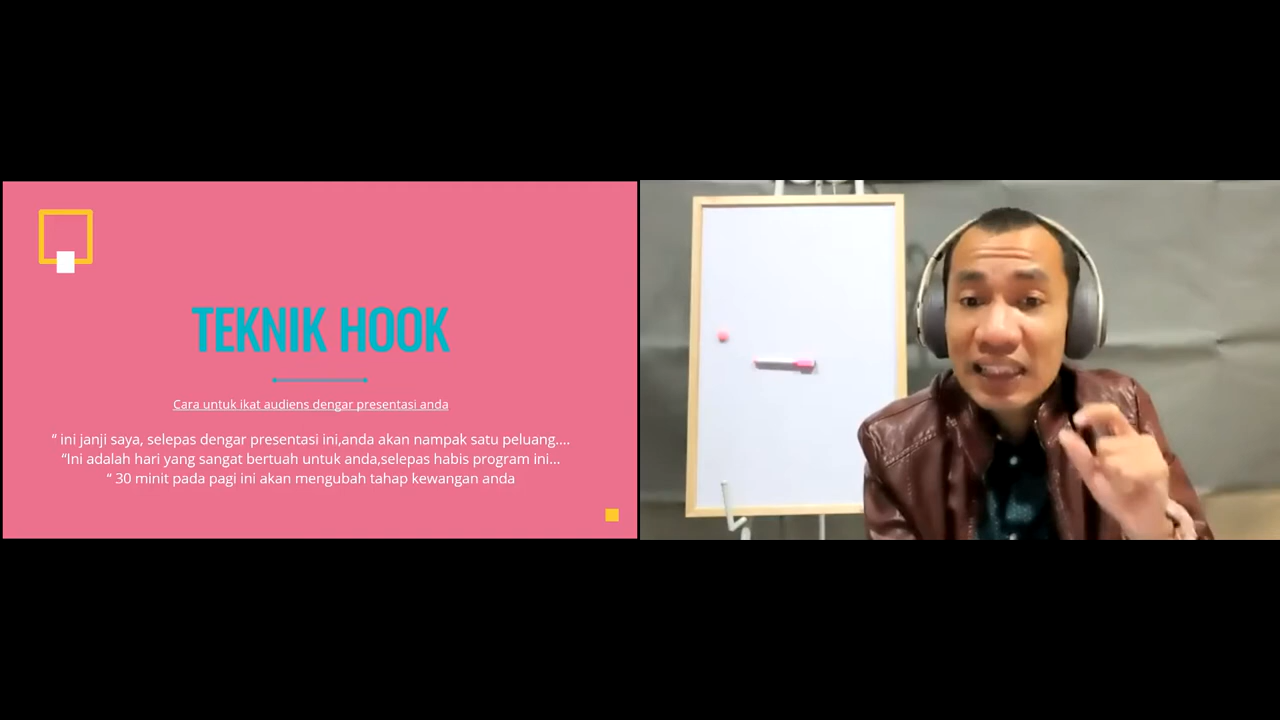 TEKNIK HOOK
Cara untuk ikat audiens dengar presentasi anda
“ ini janji saya, selepas dengar presentasi ini,anda akan nampak satu peluang....
“Ini adalah hari yang sangat bertuah untuk anda,selepas habis program ini...
“ 30 minit pada pagi ini akan mengubah tahap kewangan anda